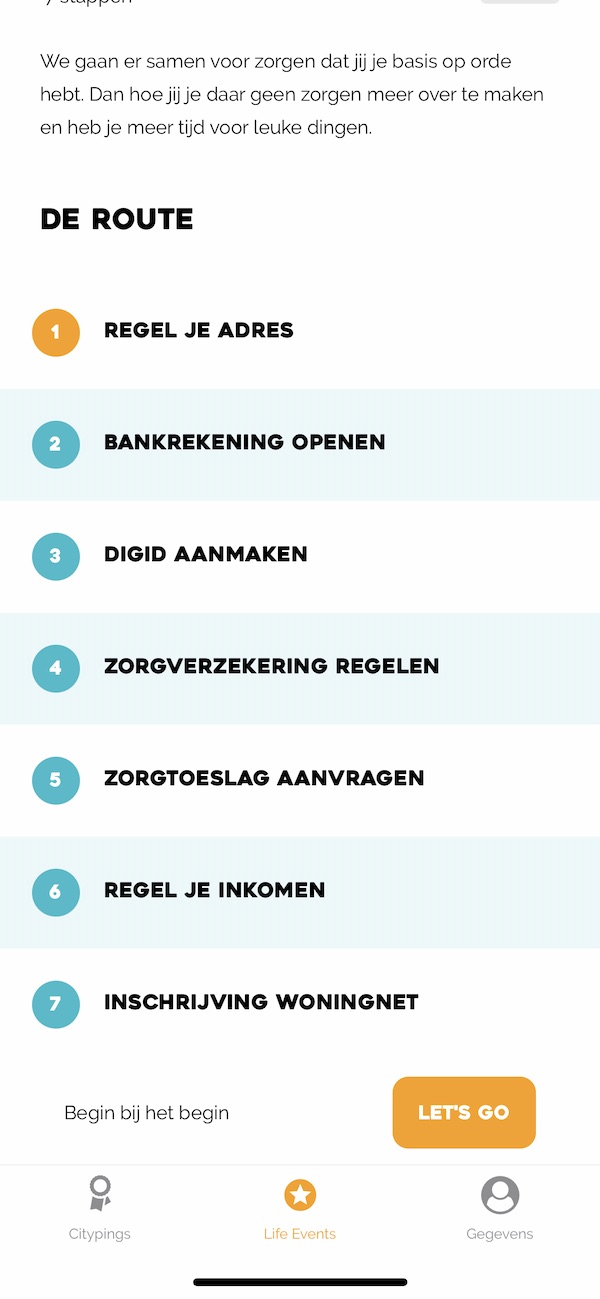 7 stappen
We gaan er samen voor zorgen dat jij je basis op orde
hebt. Dan hoe jij je daar geen zorgen meer over te maken
en heb je meer tijd voor leuke dingen.
DE ROUTE
1 REGEL JE ADRES
2 BANKREKENING OPENEN
3 DIGID AANMAKEN
4 ZORGVERZEKERING REGELEN
5 ZORGTOESLAG AANVRAGEN
6 REGEL JE INKOMEN
7 INSCHRIJVING WONINGNET
Begin bij het begin LET'S GO
Citypings Life Events Gegevens